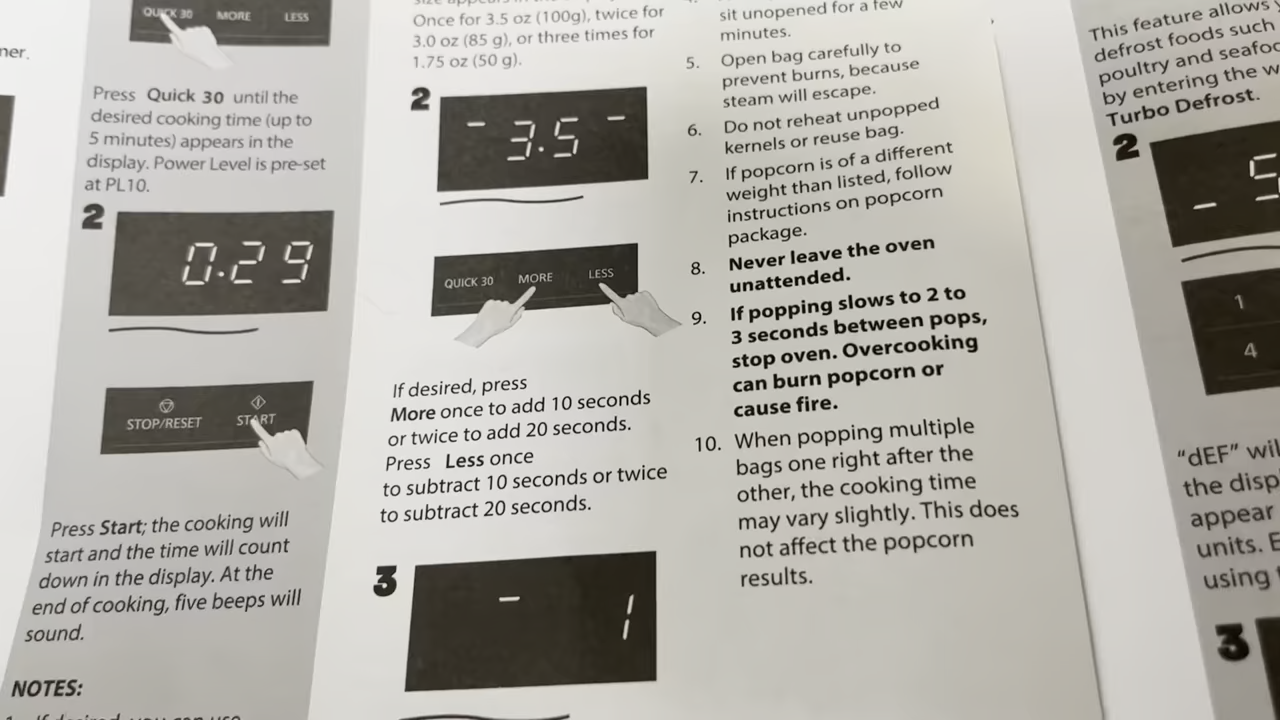 ner.
QUICK 30 MORE LESS
Press Quick 30 until the
desired cooking time (up to
5 minutes) appears in the
display. Power Level is pre-set
at PL10.
2
0.29
STOP/RESET START
Press Start; the cooking will
start and the time will count
down in the display. At the
end of cooking, five beeps will
sound.
NOTES:
Once for 3.5 oz (100g), twice for
3.0 oz (85 g), or three times for
1.75 oz (50 g).
2
- 3.5 -
QUICK 30 MORE LESS
If desired, press
More once to add 10 seconds
or twice to add 20 seconds.
Press Less once
to subtract 10 seconds or twice
to subtract 20 seconds.
3
- 1
sit unopened for a few
minutes.
5. Open bag carefully to
prevent burns, because
steam will escape.
6. Do not reheat unpopped
kernels or reuse bag.
7. If popcorn is of a different
weight than listed, follow
instructions on popcorn
package.
8. Never leave the oven
unattended.
9. If popping slows to 2 to
3 seconds between pops,
stop oven. Overcooking
can burn popcorn or
cause fire.
10. When popping multiple
bags one right after the
other, the cooking time
may vary slightly. This does
not affect the popcorn
results.
This feature allows
defrost foods such
poultry and seafoo
by entering the w
Turbo Defrost.
2
- 5
1
4
"dEF" wil
the disp
appear
units. E
using
3